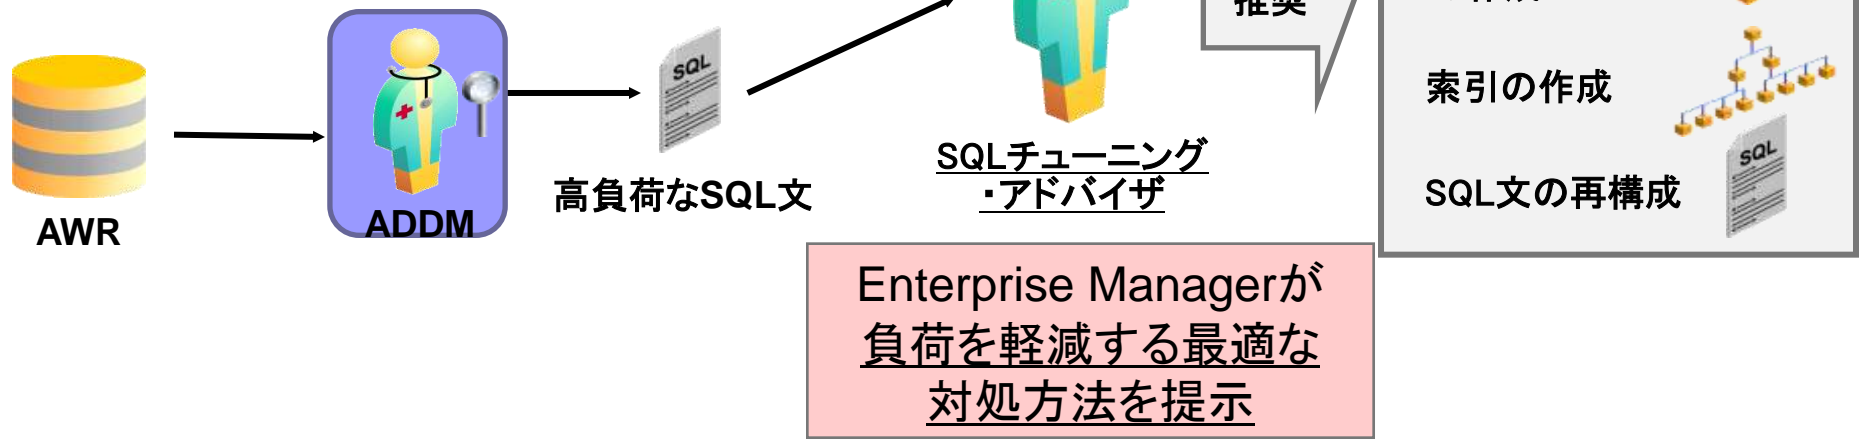 推奨
索引の作成
SQL
SQL
SQLチューニング
・アドバイザ
高負荷なSQL文
SQL文の再構成
AWR
ADDM
Enterprise Managerが
負荷を軽減する最適な
対処方法を提示